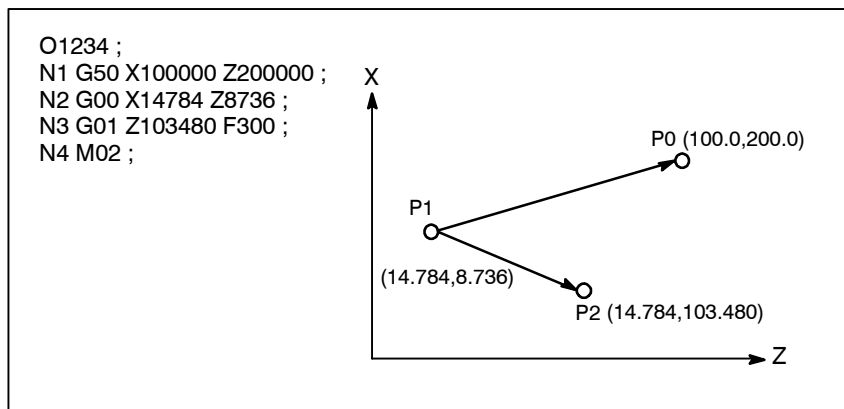 O1234 ;
N1 G50 X100000 Z200000 ;
N2 G00 X14784 Z8736 ;
N3 G01 Z103480 F300 ;
N4 M02 ;
X
P0 (100.0,200.0)
P1
(14.784,8.736)
P2 (14.784,103.480)
Z